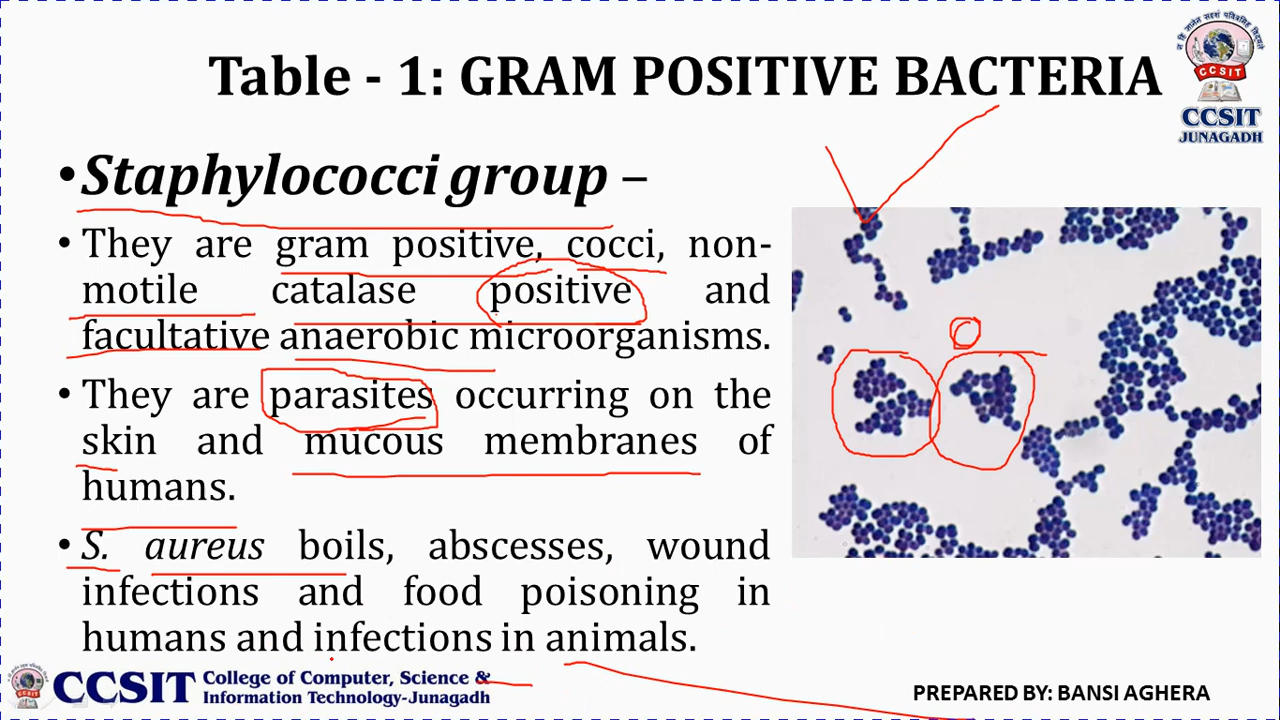 Table - 1: GRAM POSITIVE BACTERIA
CCSIT
CCSIT
JUNAGADH
•Staphylococci group –
• They are gram positive, cocci, non-
motile catalase positive and
facultative anaerobic microorganisms.
• They are parasites occurring on the
skin and mucous membranes of
humans.
• S. aureus boils, abscesses, wound
infections and food poisoning in
humans and infections in animals.
CCSIT College of Computer, Science &
Information Technology-Junagadh
PREPARED BY: BANSI AGHERA